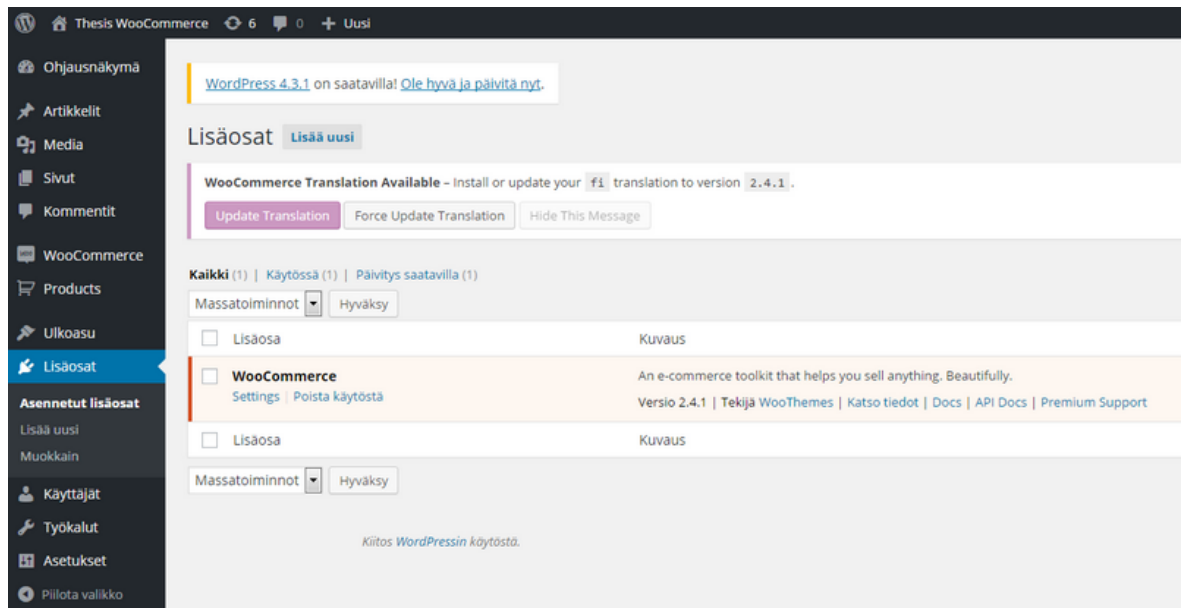 Thesis WooCommerce 6 0 + Uusi
Ohjausnäkymä
Artikkelit
Media
Sivut
Kommentit
WooCommerce
Products
Ulkoasu
Lisäosat
Asennetut lisäosat
Lisää uusi
Muokkain
Käyttäjät
Työkalut
Asetukset
Piilota valikko
WordPress 4.3.1 on saatavilla! Ole hyvä ja päivitä nyt.
Lisäosat Lisää uusi
WooCommerce Translation Available – Install or update your fi translation to version 2.4.1 .
Update Translation Force Update Translation Hide This Message
Kaikki (1) | Käytössä (1) | Päivitys saatavilla (1)
Massatoiminnot Hyväksy
Lisäosa Kuvaus
WooCommerce An e-commerce toolkit that helps you sell anything. Beautifully.
Settings | Poista käytöstä Versio 2.4.1 | Tekijä WooThemes | Katso tiedot | Docs | API Docs | Premium Support
Lisäosa Kuvaus
Massatoiminnot Hyväksy
Kiitos WordPressin käytöstä.